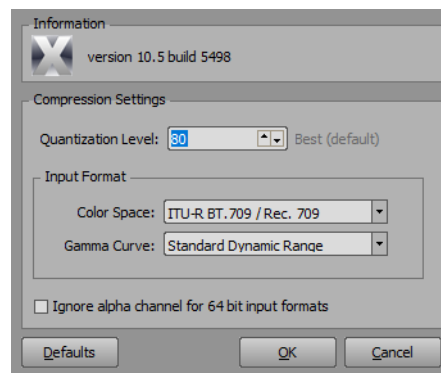 Information
X
version 10.5 build 5498
Compression Settings
Quantization Level: 80 Best (default)
Input Format
Color Space: ITU-R BT.709 / Rec. 709
Gamma Curve: Standard Dynamic Range
Ignore alpha channel for 64 bit input formats
Defaults OK Cancel